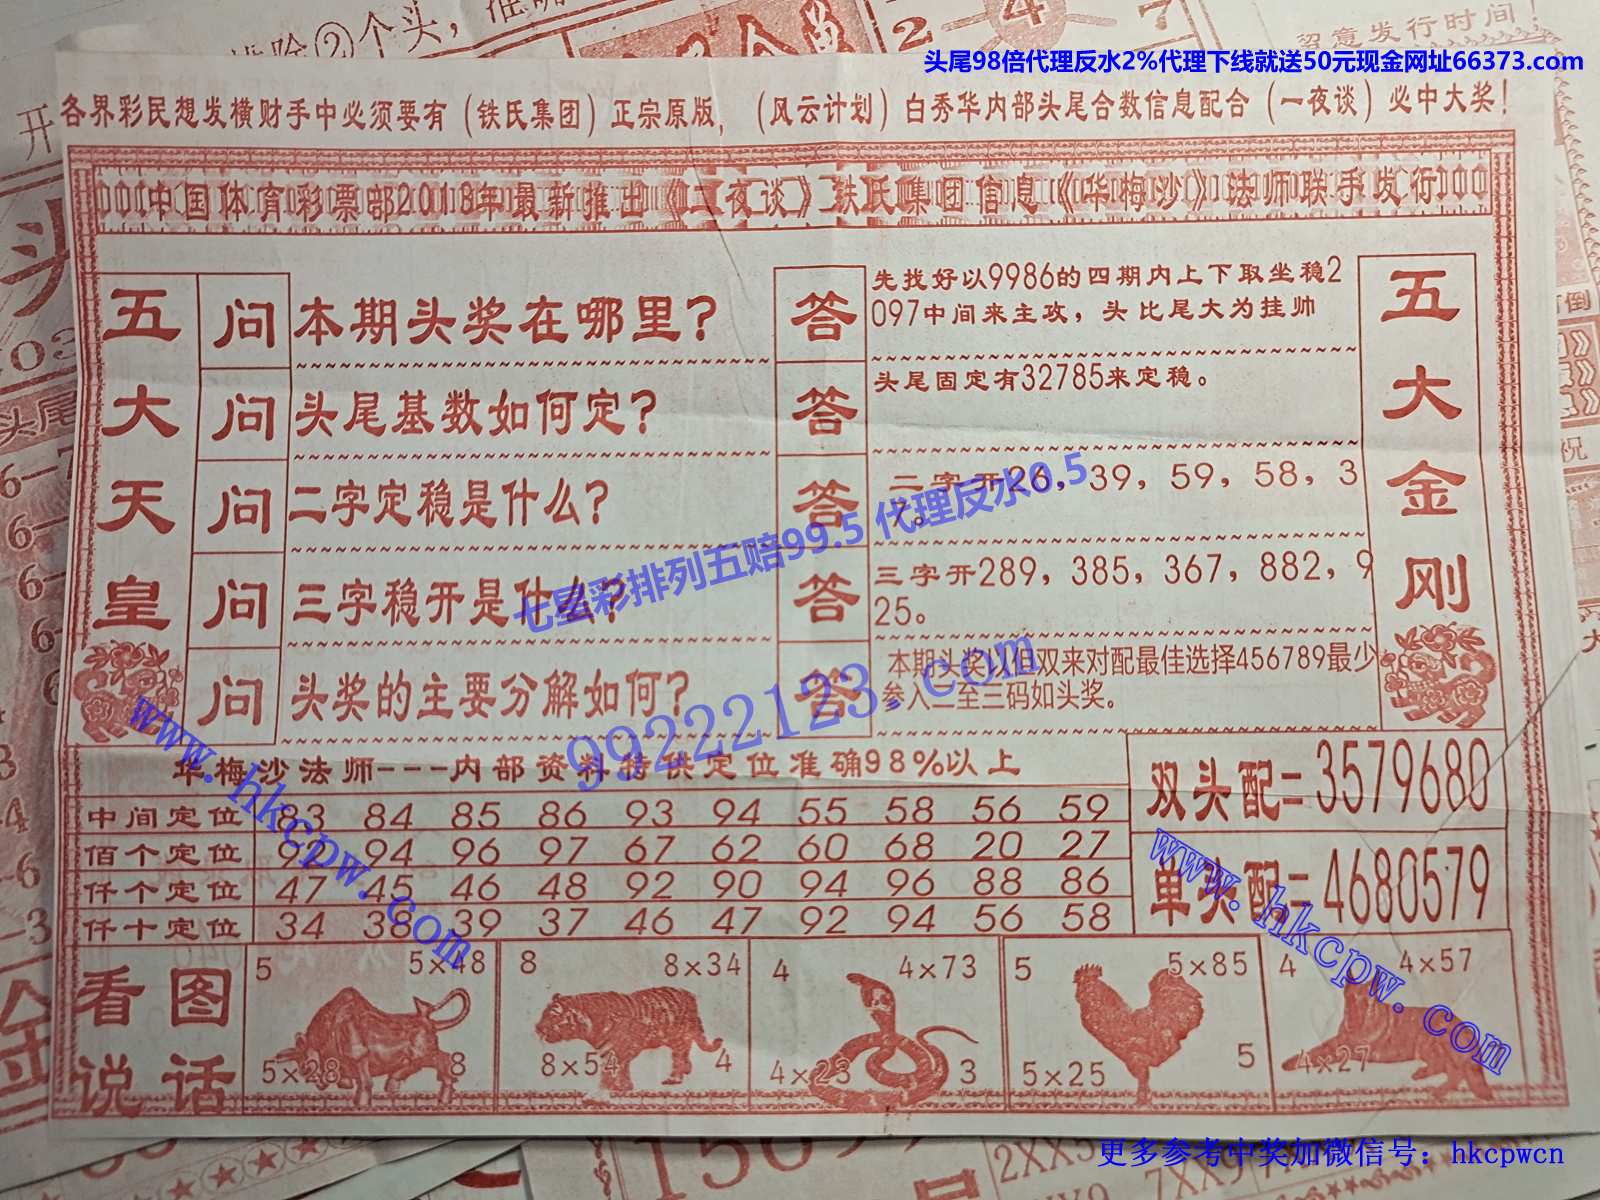 头尾98倍代理反水2%代理下线就送50元现金网址66373.com
各界彩民想发横财手中必须要有（铁氏集团）正宗原版，（风云计划）白秀华内部头尾合数信息配合（一夜谈）必中大奖！
中国体育彩票部2018年最新推出《二夜谈》铁氏集团信息《华梅沙》法师联手发行
五大天皇
问 本期头奖在哪里？
答 先找好以9986的四期内上下取坐稳2
097中间来主攻，头比尾大为挂帅
问 头尾基数如何定？
答 头尾固定有32785来定稳。
问 二字定稳是什么？
答 二字开26，39，59，58，3
7。
问 三字稳开是什么？
答 三字开289，385，367，882，9
25。
问 头奖的主要分解如何？
答 本期头奖以但双来对配最佳选择456789最少
参入二至三码如头奖。
五大金刚
七星彩排列五赔99.5 代理反水0.5
99222123.com
华梅沙法师---内部资料特供定位准确98%以上
中间定位 83 84 85 86 93 94 55 58 56 59
佰个定位 92 94 96 97 67 62 60 68 20 27
仟个定位 47 45 46 48 92 90 94 96 88 86
仟十定位 34 38 39 37 46 47 92 94 56 58
双头配=3579680
单头配=4680579
www.hkcpw.com
www.hkcpw.com
看图
说话
5 5×48
5×28 8
8 8×34
8×54 4
4 4×73
4×23 3
5 5×85
5×25 5
4 4×57
4×27
更多参考中奖加微信号：hkcpwcn